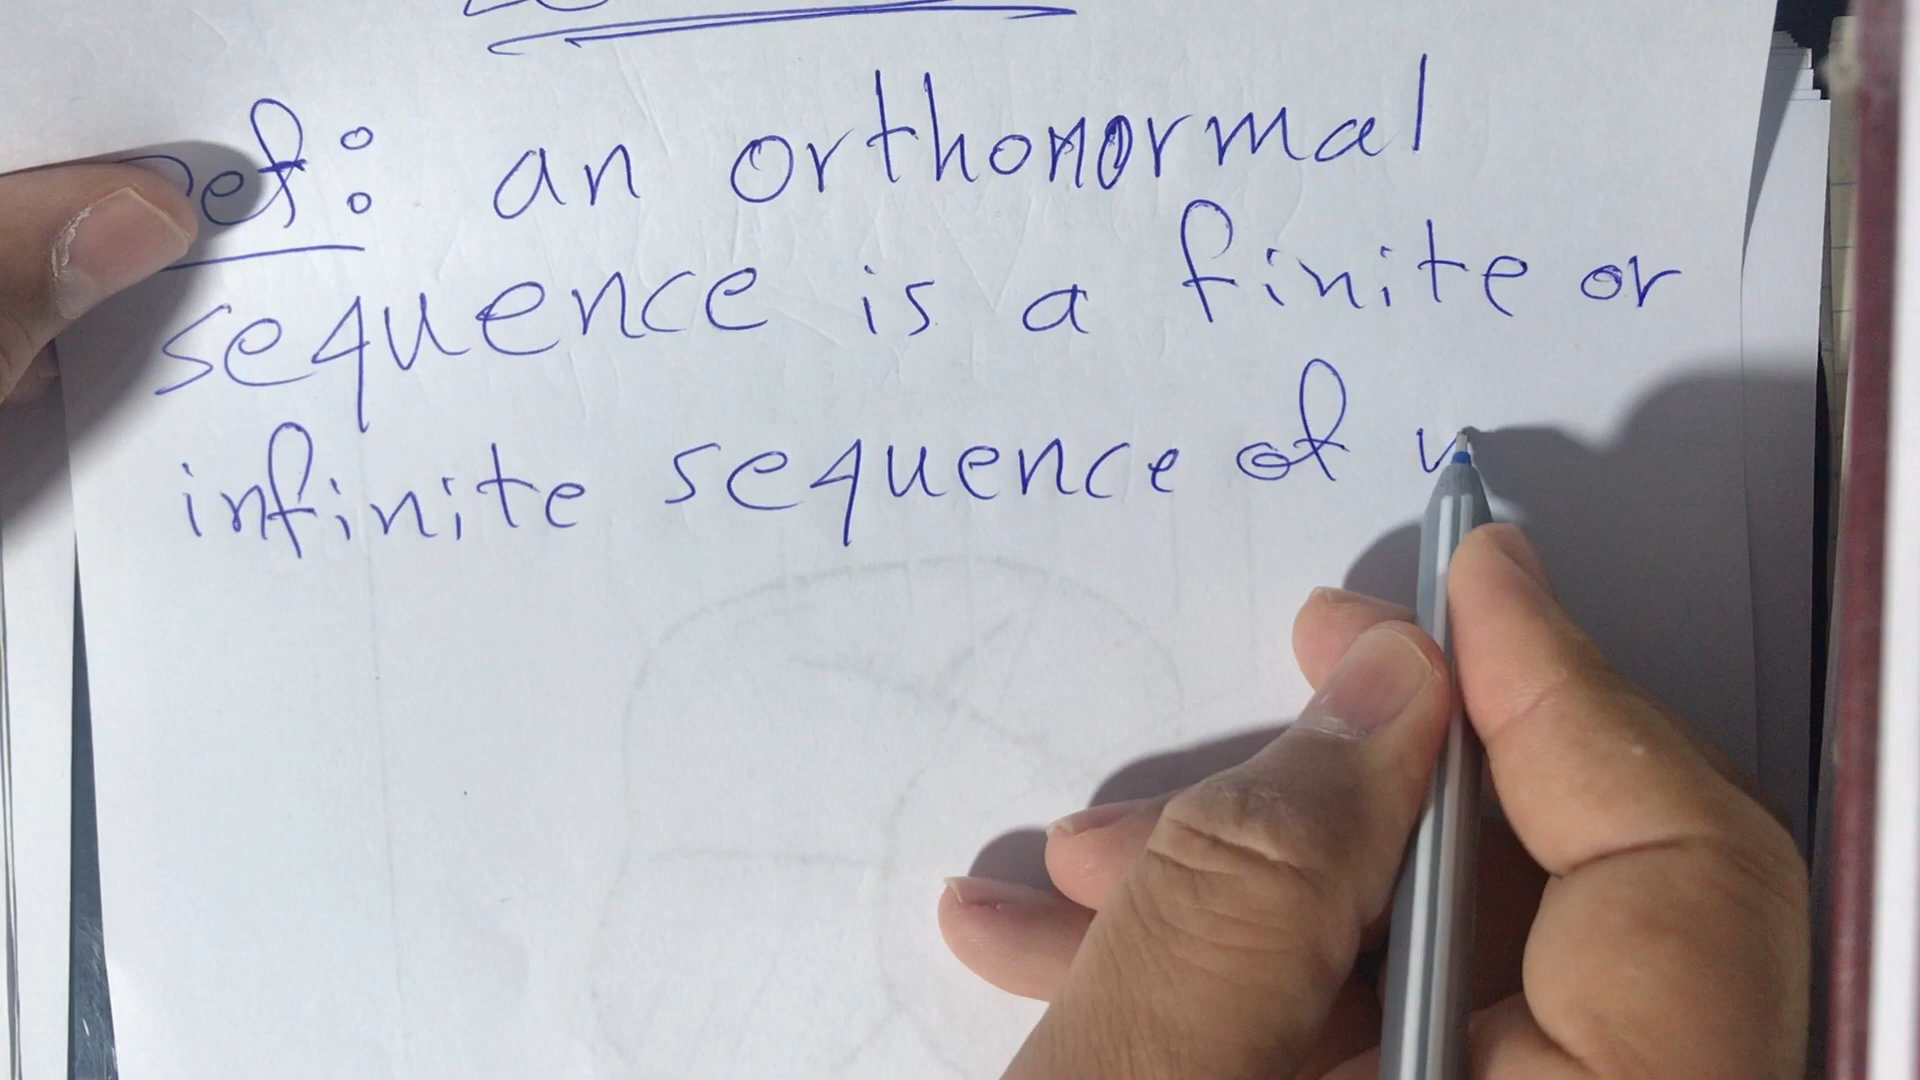 Def: an orthonormal
sequence is a finite or
infinite sequence of